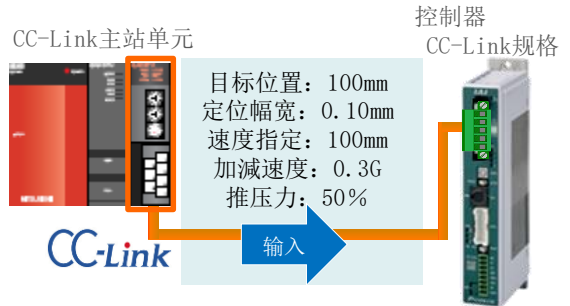 控制器
CC-Link主站单元
CC-Link规格
目标位置：100mm
定位幅宽：0.10mm
速度指定：100mm
加減速度：0.3G
推压力：50％
CC-Link
输入